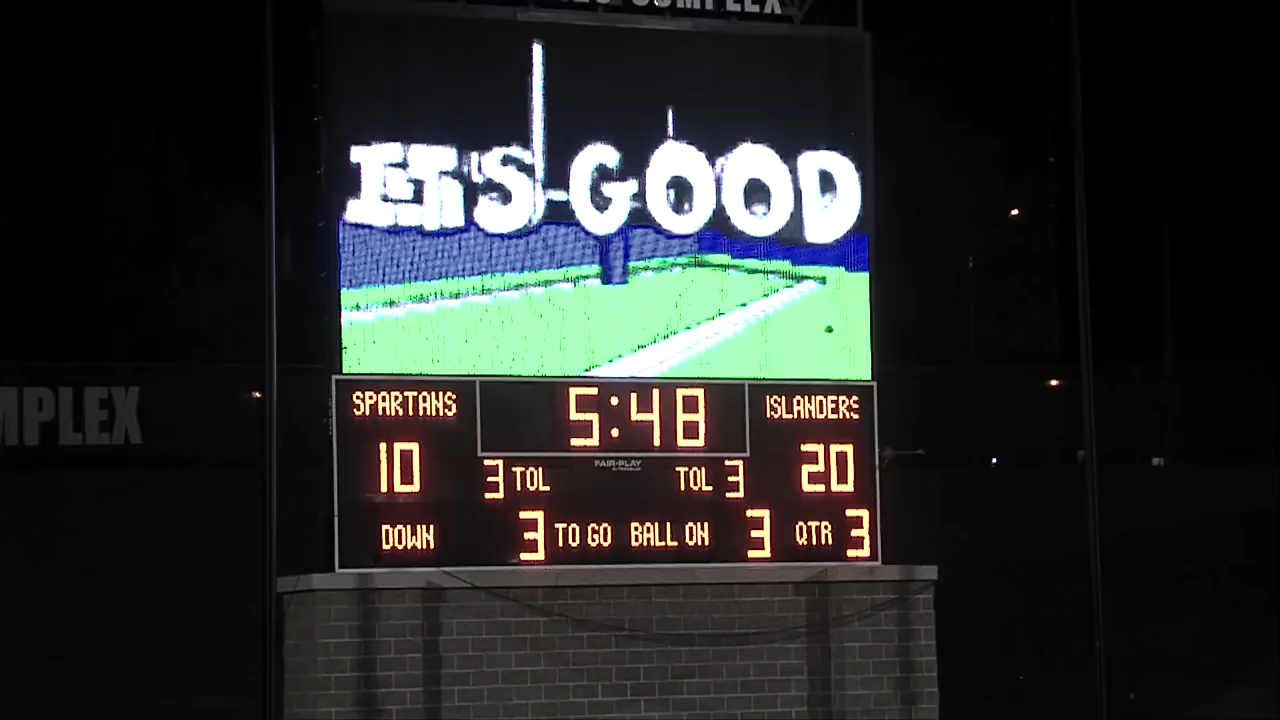 COMPLEX
IT'S GOOD
MPLEX
SPARTANS 5:48 ISLANDERS
10 3 TOL FAIR-PLAY TOL 3 20
DOWN 3 TO GO BALL ON 3 QTR 3